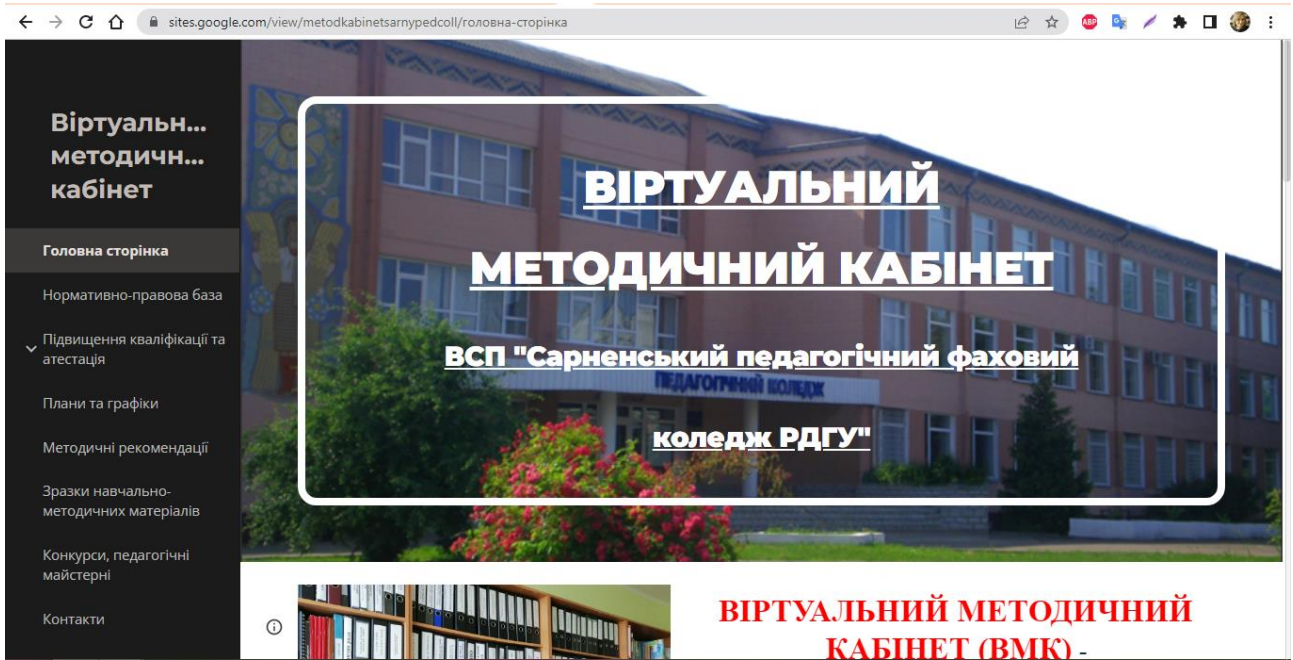 sites.google.com/view/metodkabinetsarnypedcoll/головна-сторінка
ABP
Віртуальн...
методичн...
кабінет
Головна сторінка
Нормативно-правова база
Підвищення кваліфікації та
атестація
Плани та графіки
Методичні рекомендації
Зразки навчально-
методичних матеріалів
Конкурси, педагогічні
майстерні
Контакти
ВІРТУАЛЬНИЙ
МЕТОДИЧНИЙ КАБІНЕТ
ВСП "Сарненський педагогічний фаховий
ПЕДАГОГІЧНИЙ КОЛЕДЖ
коледж РДГУ"
ВІРТУАЛЬНИЙ МЕТОДИЧНИЙ
КАБІНЕТ (ВМК) -